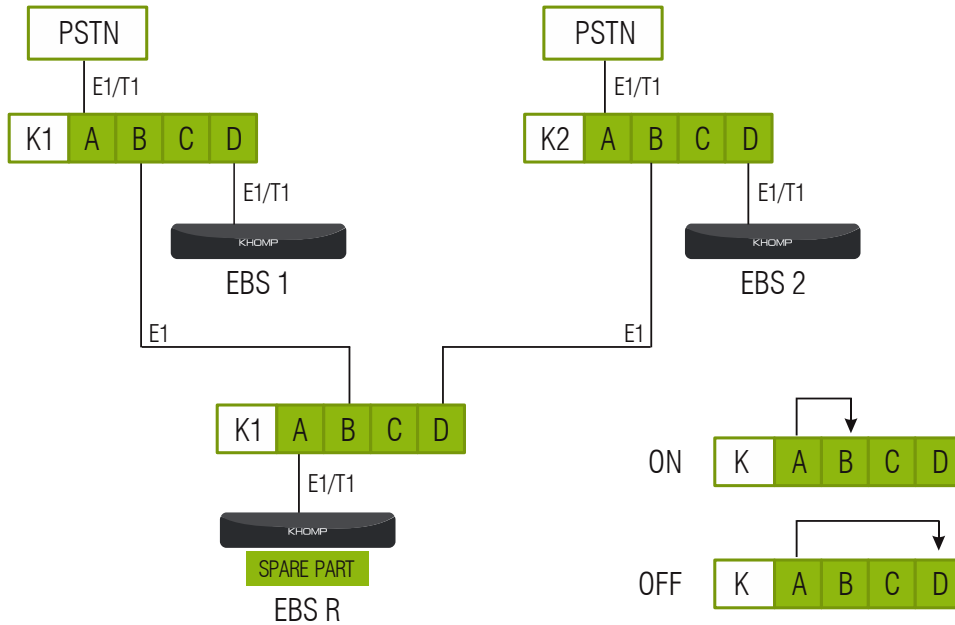 PSTN
PSTN
E1/T1
E1/T1
K1 A B C D
K2 A B C D
E1/T1
E1/T1
KHOMP
KHOMP
EBS 1
EBS 2
E1
E1
K1 A B C D
ON K A B C D
E1/T1
KHOMP
SPARE PART
OFF K A B C D
EBS R